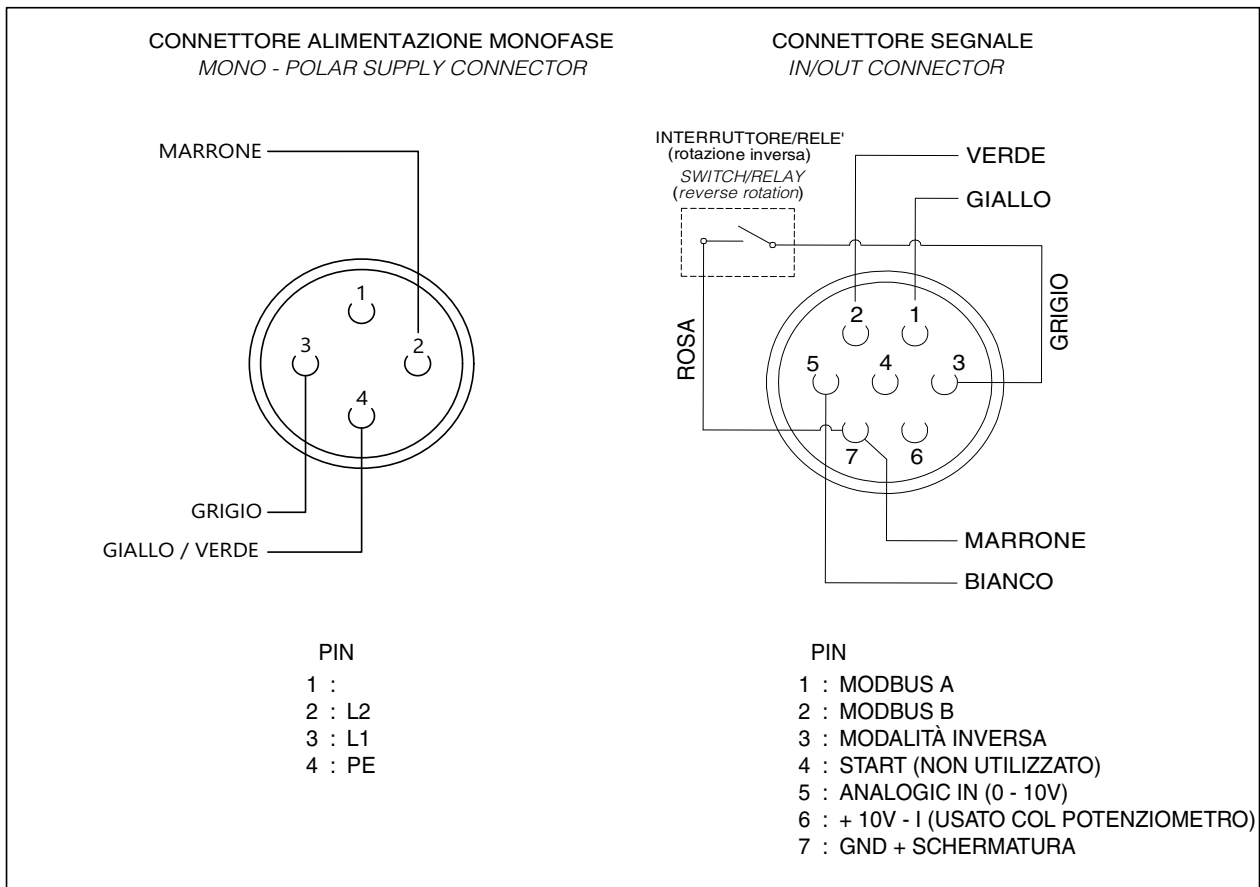 CONNETTORE ALIMENTAZIONE MONOFASE
MONO - POLAR SUPPLY CONNECTOR
MARRONE
1
3
2
4
GRIGIO
GIALLO / VERDE
PIN
1 :
2 : L2
3 : L1
4 : PE
CONNETTORE SEGNALE
IN/OUT CONNECTOR
INTERRUTTORE/RELE'
(rotazione inversa)
SWITCH/RELAY
(reverse rotation)
VERDE
GIALLO
ROSA
GRIGIO
2
1
5
4
3
7
6
MARRONE
BIANCO
PIN
1 : MODBUS A
2 : MODBUS B
3 : MODALITÀ INVERSA
4 : START (NON UTILIZZATO)
5 : ANALOGIC IN (0 - 10V)
6 : + 10V - I (USATO COL POTENZIOMETRO)
7 : GND + SCHERMATURA